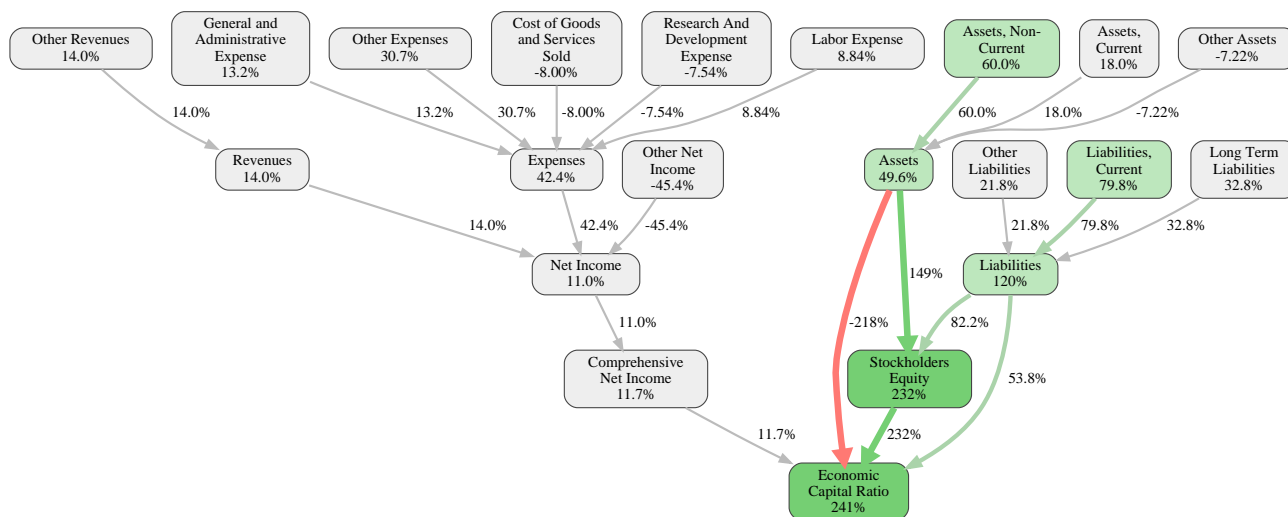 Other Revenues
14.0%
General and
Administrative
Expense
13.2%
Other Expenses
30.7%
Cost of Goods
and Services
Sold
-8.00%
Research And
Development
Expense
-7.54%
Labor Expense
8.84%
Assets, Non-
Current
60.0%
Assets,
Current
18.0%
Other Assets
-7.22%
14.0%
13.2%
30.7%
-8.00%
-7.54%
8.84%
60.0%
18.0%
-7.22%
Revenues
14.0%
Expenses
42.4%
Other Net
Income
-45.4%
Assets
49.6%
Other
Liabilities
21.8%
Liabilities,
Current
79.8%
Long Term
Liabilities
32.8%
14.0%
42.4%
-45.4%
21.8%
79.8%
32.8%
Net Income
11.0%
149%
Liabilities
120%
11.0%
-218%
82.2%
Comprehensive
Net Income
11.7%
Stockholders
Equity
232%
53.8%
11.7%
232%
Economic
Capital Ratio
241%